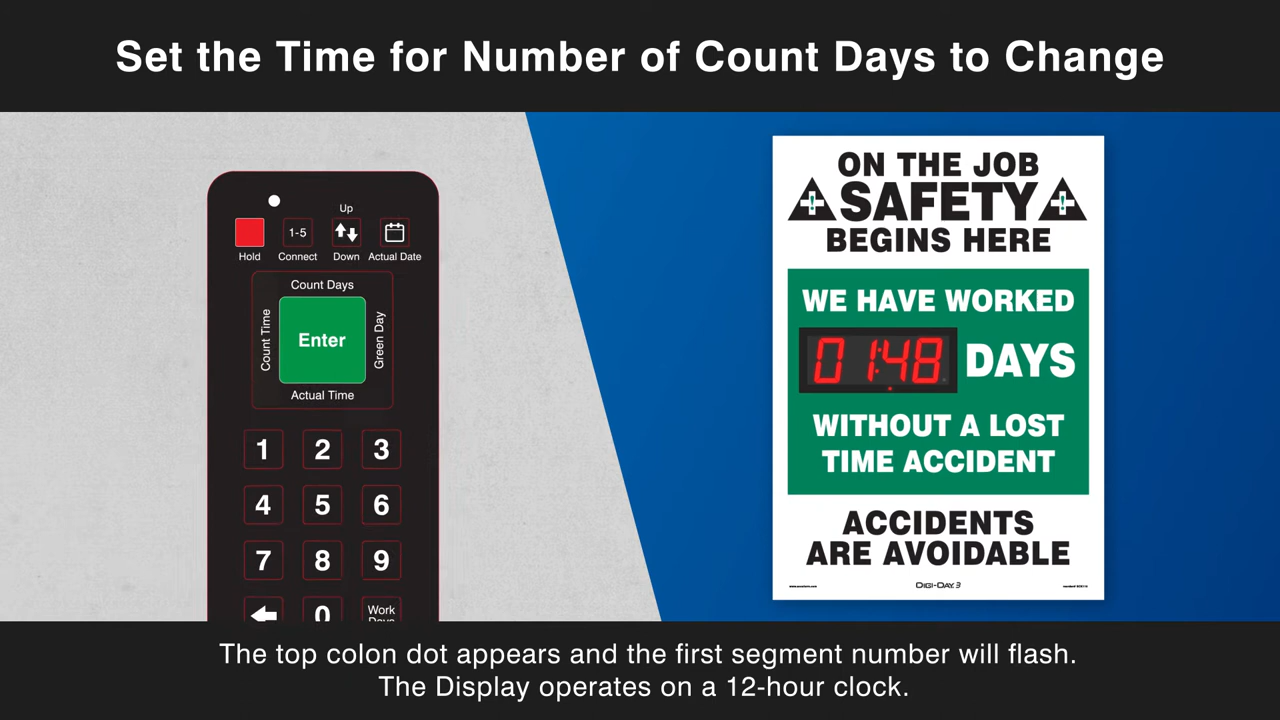 Set the Time for Number of Count Days to Change
Up
1-5
Hold
Connect
Down
Actual Date
Count Days
Count Time
Enter
Green Day
Actual Time
1
2
3
4
5
6
7
8
9
0
Work
Days
ON THE JOB
SAFETY
BEGINS HERE
WE HAVE WORKED
01:48 DAYS
WITHOUT A LOST
TIME ACCIDENT
ACCIDENTS
ARE AVOIDABLE
DIGI-DAY 3
The top colon dot appears and the first segment number will flash.
The Display operates on a 12-hour clock.